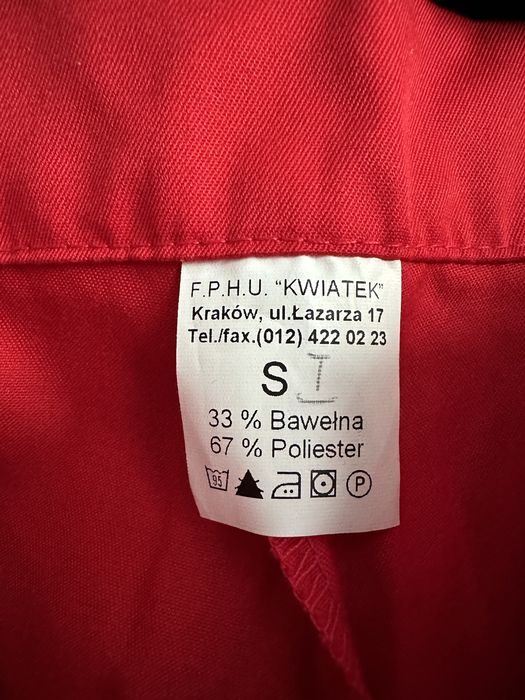 F.P.H.U. "KWIATEK"
Kraków, ul.Łazarza 17
Tel./fax.(012) 422 02 23
S I
33 % Bawełna
67 % Poliester
95 P